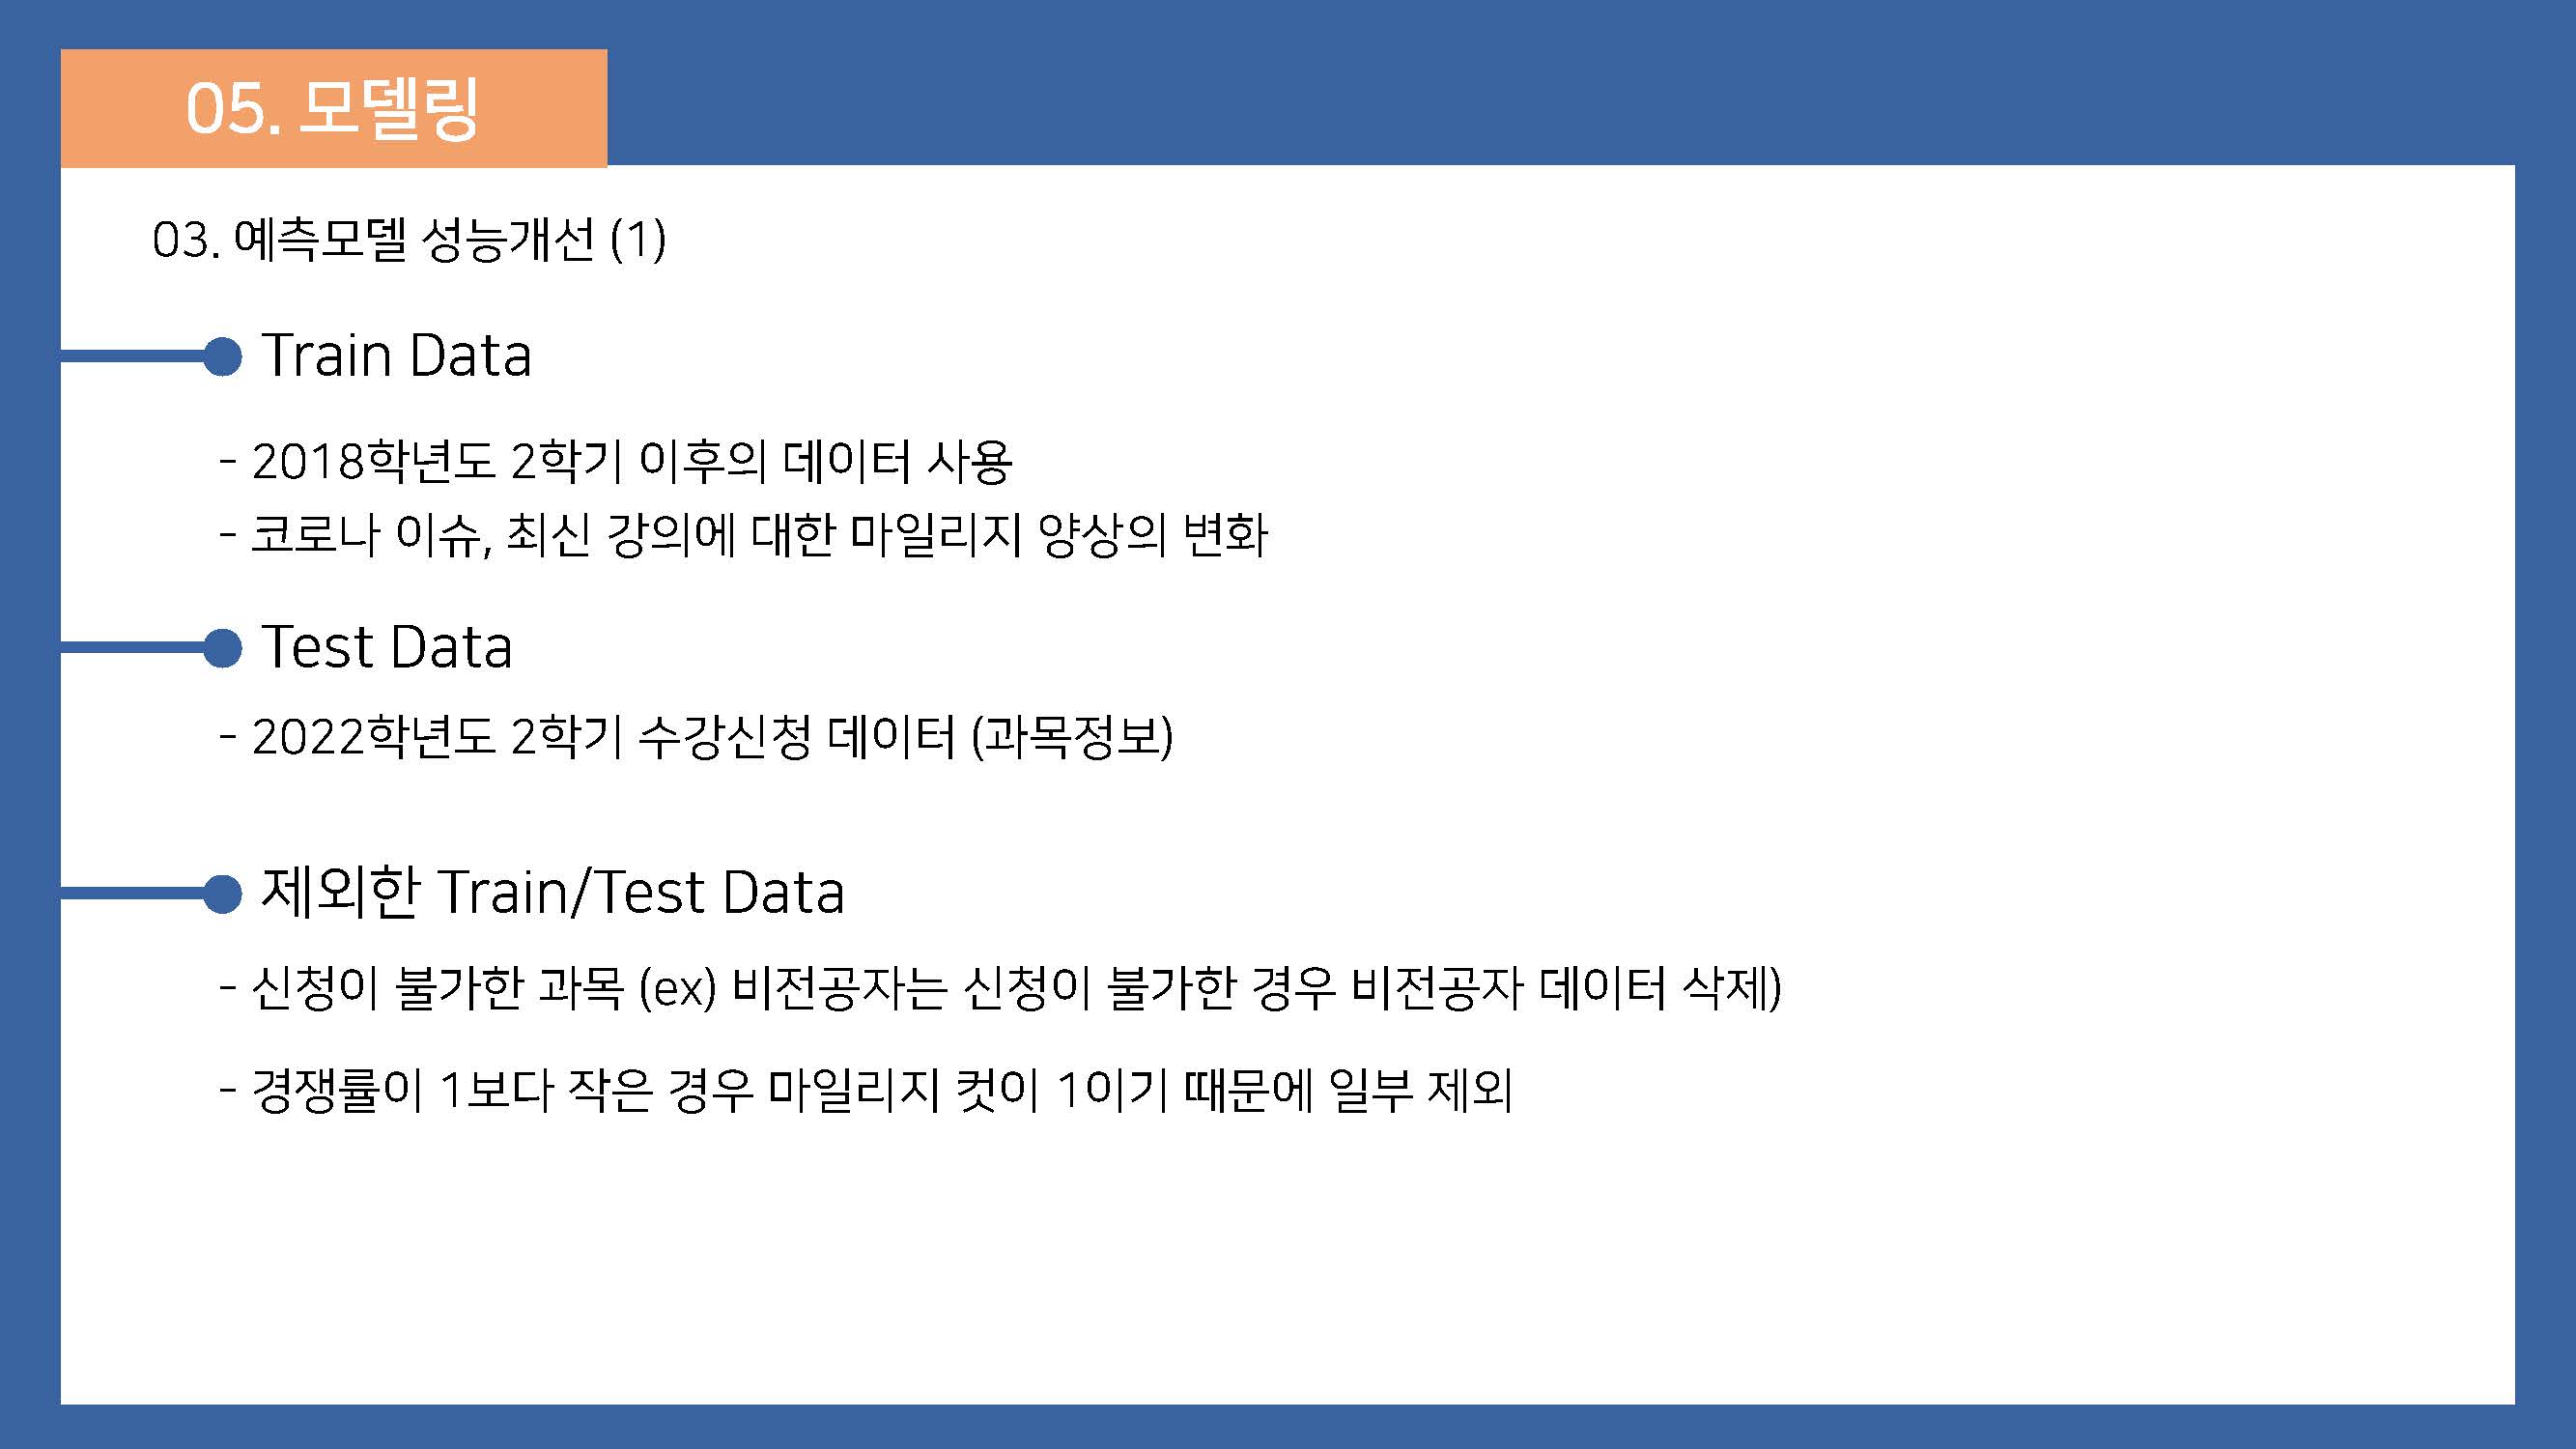 05. 모델링
03. 예측모델 성능개선 (1)
Train Data
- 2018학년도 2학기 이후의 데이터 사용
- 코로나 이슈, 최신 강의에 대한 마일리지 양상의 변화
Test Data
- 2022학년도 2학기 수강신청 데이터 (과목정보)
제외한 Train/Test Data
- 신청이 불가한 과목 (ex) 비전공자는 신청이 불가한 경우 비전공자 데이터 삭제)
- 경쟁률이 1보다 작은 경우 마일리지 컷이 1이기 때문에 일부 제외